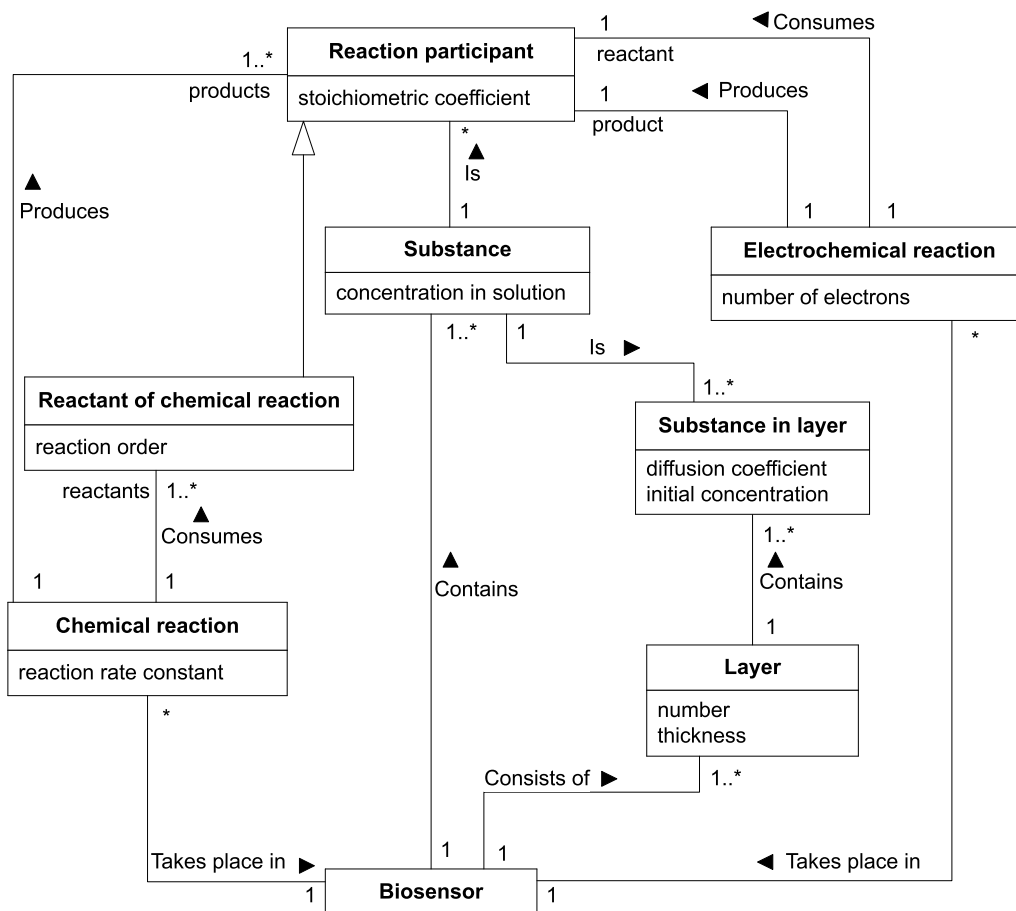 1
◄ Consumes
Reaction participant
1..*
reactant
products
stoichiometric coefficient
1
◄ Produces
product
*
▲
Is
▲
Produces
1
1
1
Substance
Electrochemical reaction
concentration in solution
number of electrons
1..*
1
*
Is ►
1..*
Reactant of chemical reaction
Substance in layer
reaction order
diffusion coefficient
initial concentration
reactants
1..*
▲
Consumes
1..*
▲
Contains
▲
Contains
1
1
1
Chemical reaction
Layer
reaction rate constant
number
thickness
*
Consists of ►
1..*
1
1
Takes place in ►
◄ Takes place in
1
Biosensor
1